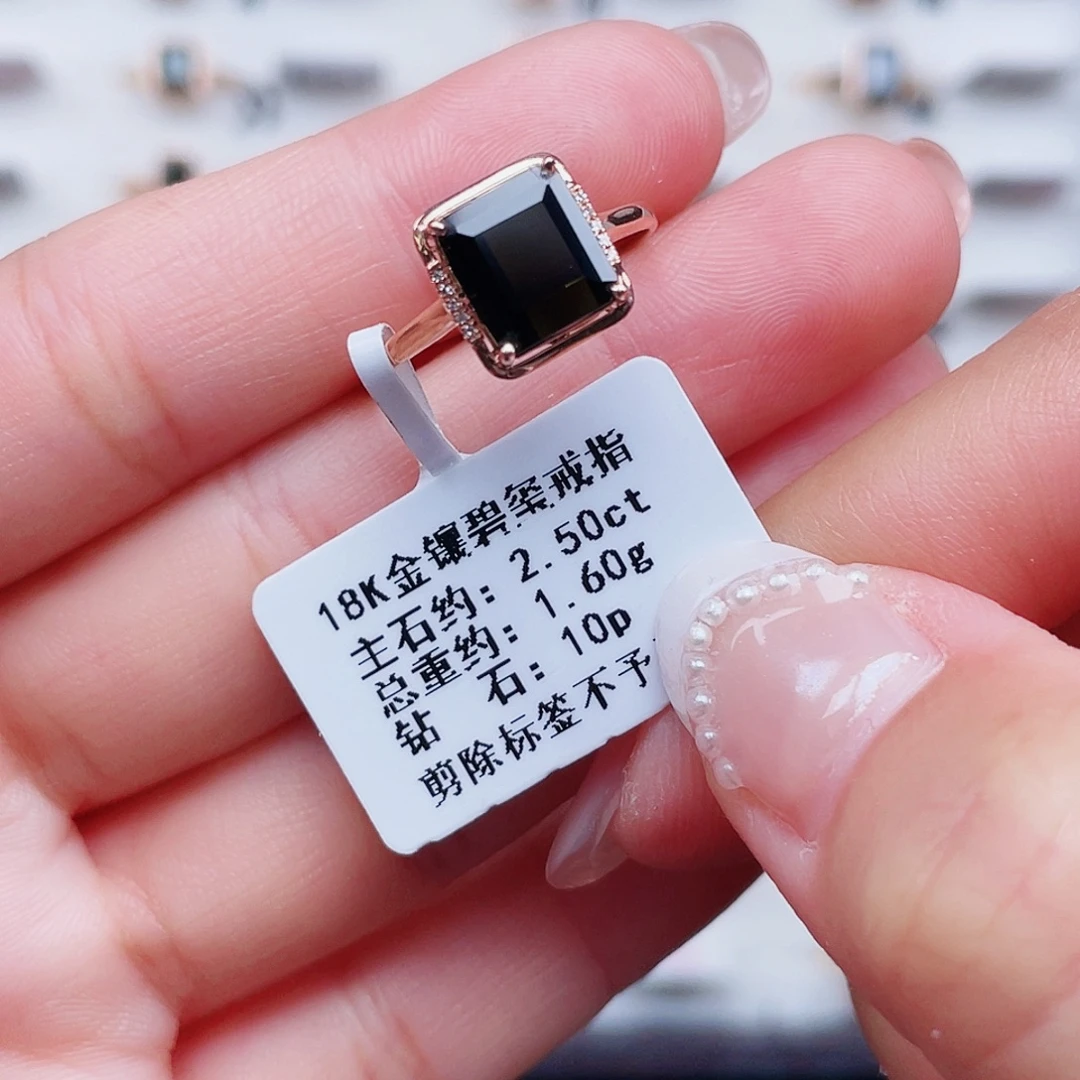 18K金镶碧玺戒指
主石约: 2.50ct
总重约: 1.60g
钻 石: 10p
剪除标签不予